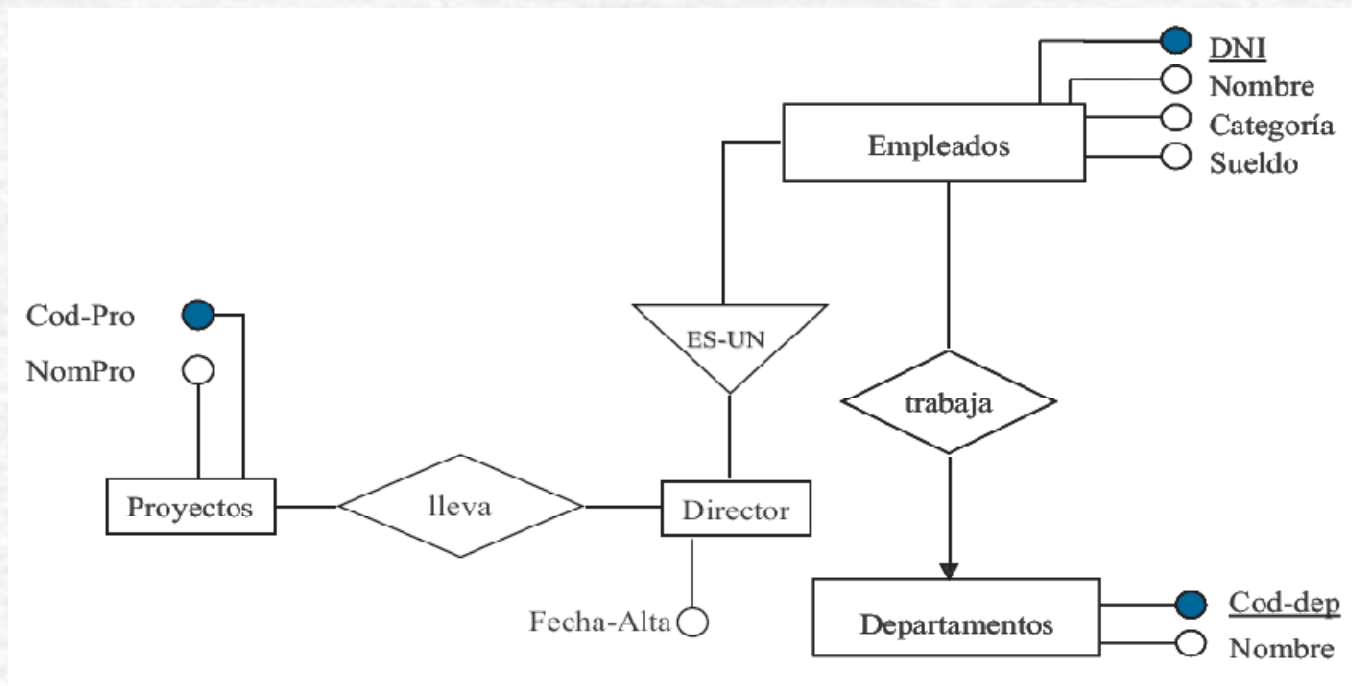 DNI
Nombre
Categoría
Sueldo
Empleados
Cod-Pro
NomPro
ES-UN
trabaja
Proyectos
lleva
Director
Fecha-Alta
Departamentos
Cod-dep
Nombre